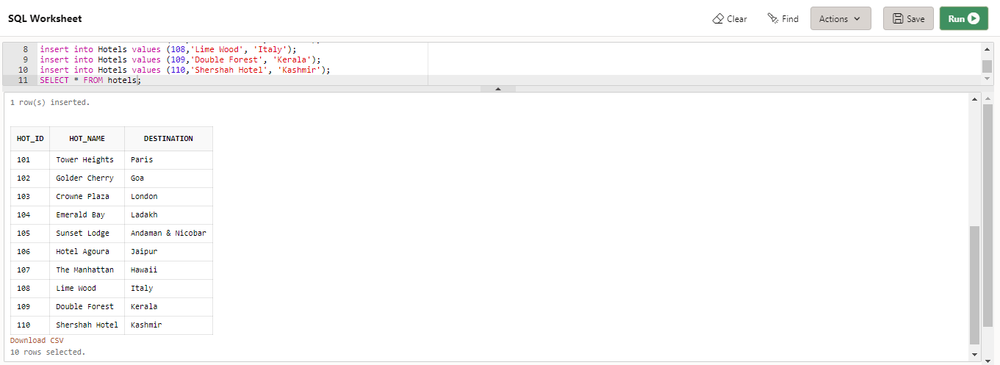 SQL Worksheet
Clear Find Actions Save Run
8 insert into Hotels values (108,'Lime Wood', 'Italy');
9 insert into Hotels values (109,'Double Forest', 'Kerala');
10 insert into Hotels values (110,'Shershah Hotel', 'Kashmir');
11 SELECT * FROM hotels;
1 row(s) inserted.
HOT_ID HOT_NAME DESTINATION
101 Tower Heights Paris
102 Golder Cherry Goa
103 Crowne Plaza London
104 Emerald Bay Ladakh
105 Sunset Lodge Andaman & Nicobar
106 Hotel Agoura Jaipur
107 The Manhattan Hawaii
108 Lime Wood Italy
109 Double Forest Kerala
110 Shershah Hotel Kashmir
Download CSV
10 rows selected.